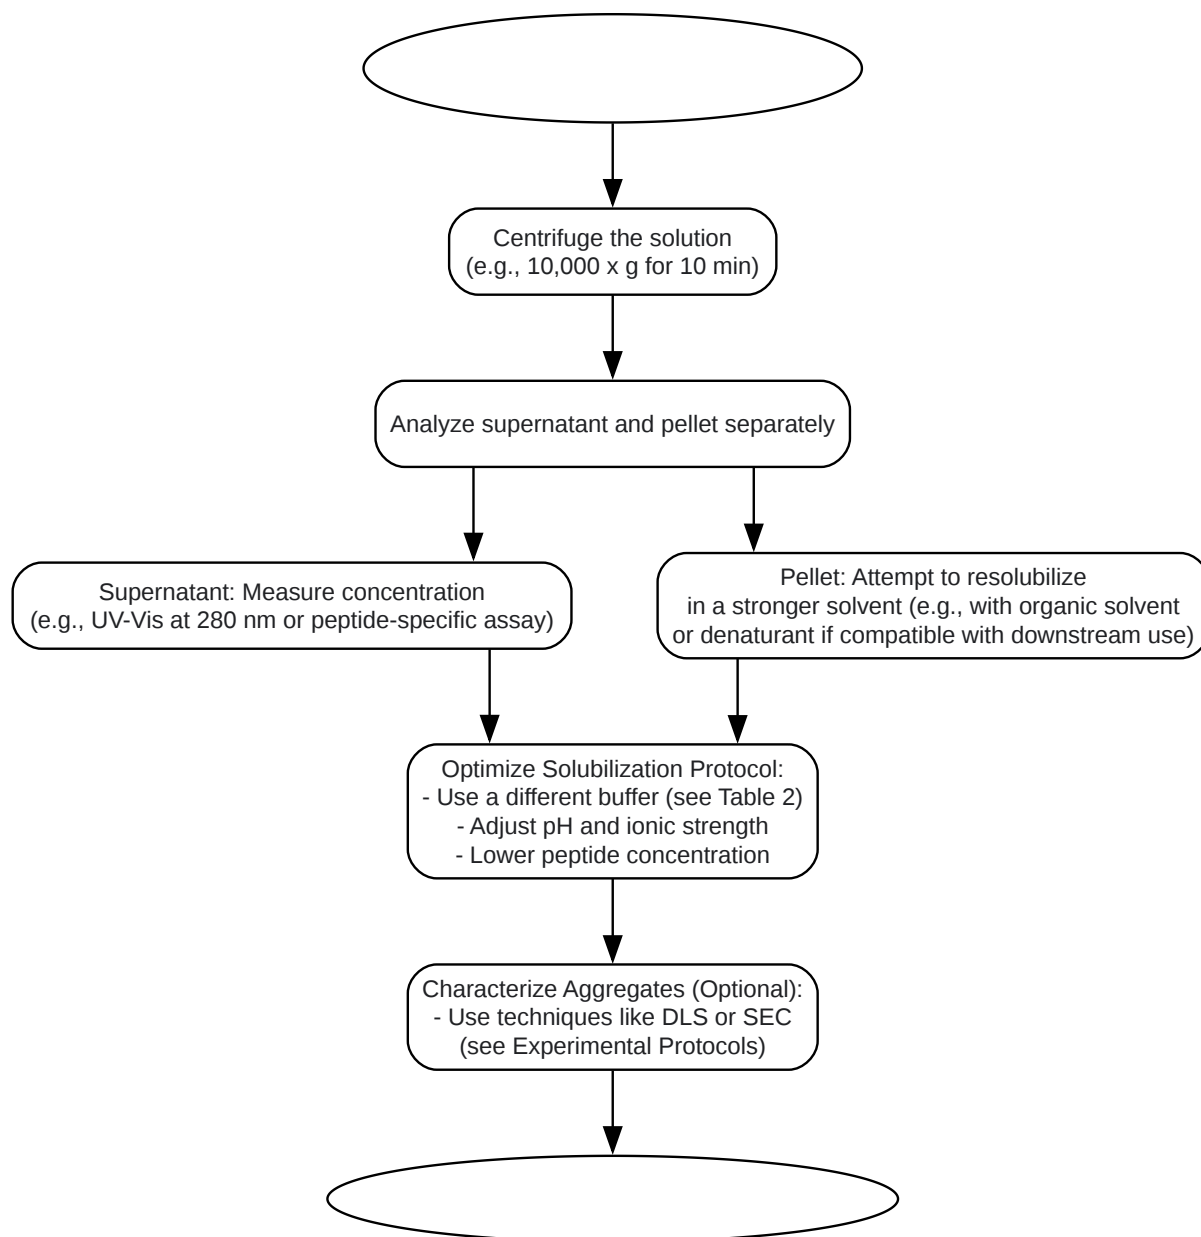 Centrifuge the solution
(e.g., 10,000 x g for 10 min)
Analyze supernatant and pellet separately
Supernatant: Measure concentration
(e.g., UV-Vis at 280 nm or peptide-specific assay)
Pellet: Attempt to resolubilize
in a stronger solvent (e.g., with organic solvent
or denaturant if compatible with downstream use)
Optimize Solubilization Protocol:
- Use a different buffer (see Table 2)
- Adjust pH and ionic strength
- Lower peptide concentration
Characterize Aggregates (Optional):
- Use techniques like DLS or SEC
(see Experimental Protocols)